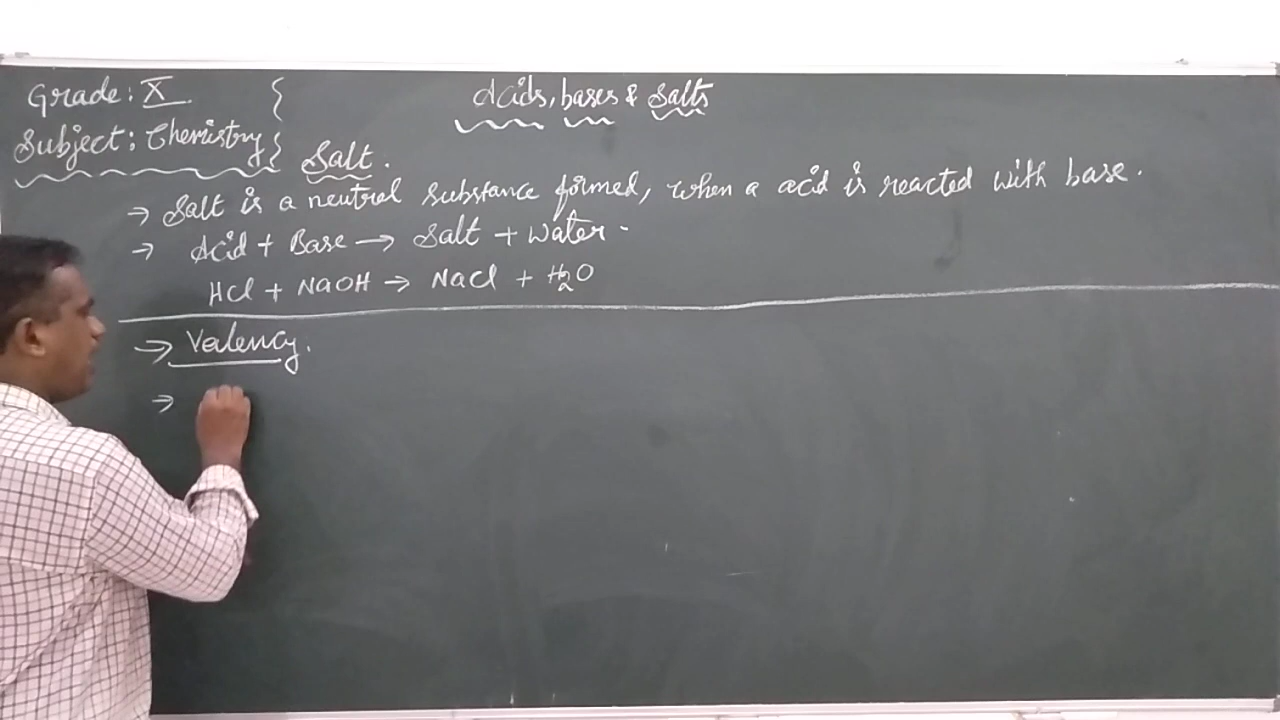 Grade: X
Subject: Chemistry
Acids, bases & Salts
Salt.
→ Salt is a neutral substance formed, when a acid is reacted with base.
→ Acid + Base → Salt + Water.
HCl + NaOH → NaCl + H₂O
→ Valency.
→